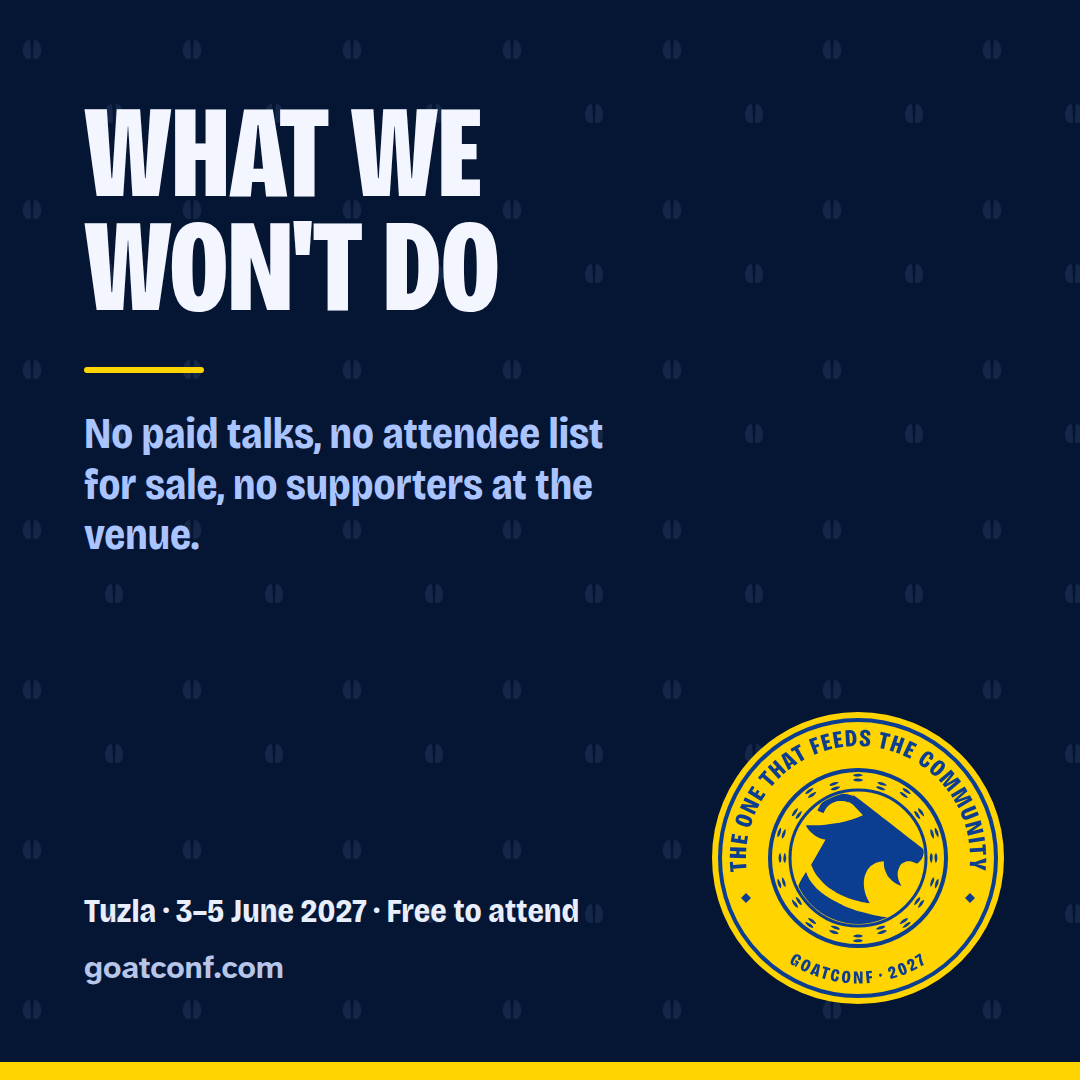 WHAT WE
WON'T DO
No paid talks, no attendee list
for sale, no supporters at the
venue.
THE ONE THAT FEEDS THE COMMUNITY
GOATCONF · 2027
Tuzla · 3–5 June 2027 · Free to attend
goatconf.com